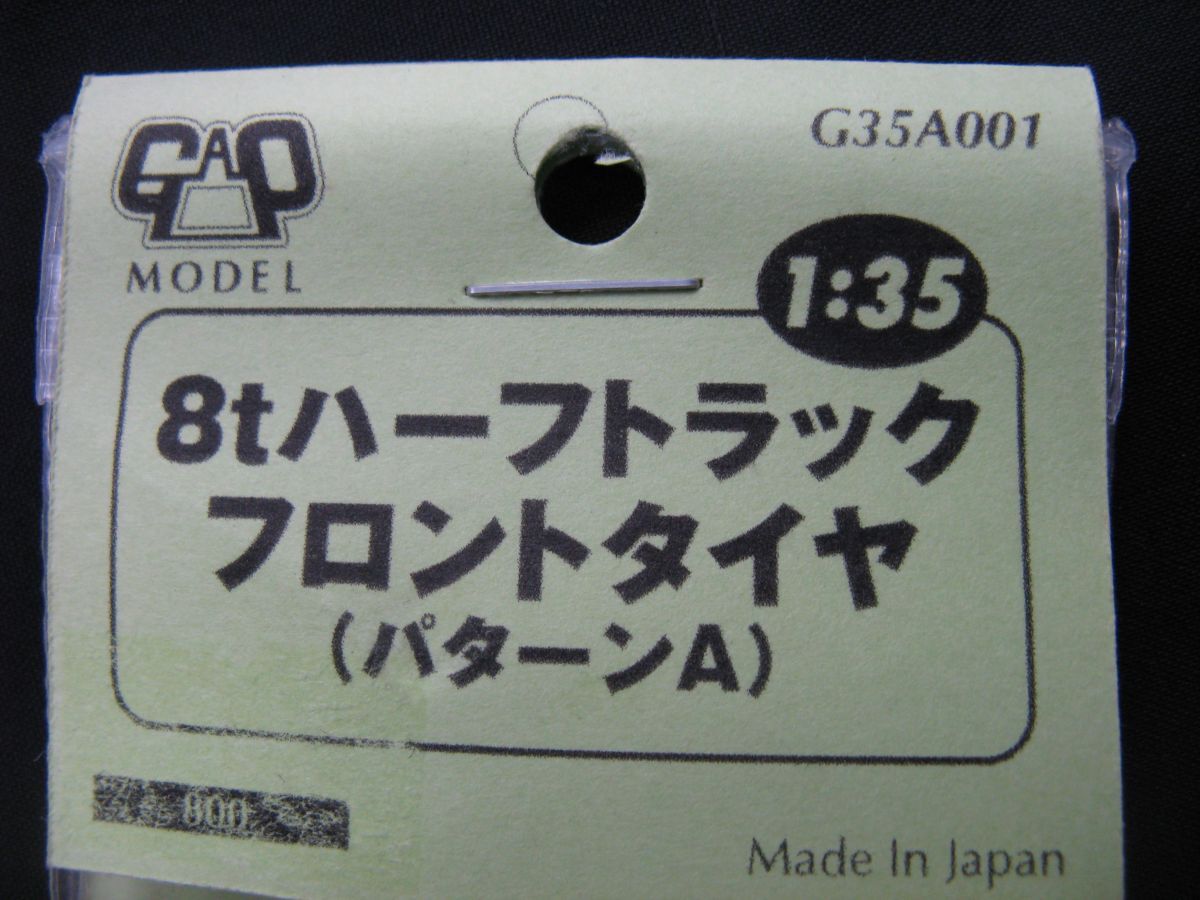 GAP
MODEL
G35A001
1:35
8tハーフトラック
フロントタイヤ
(パターンA)
800
Made In Japan